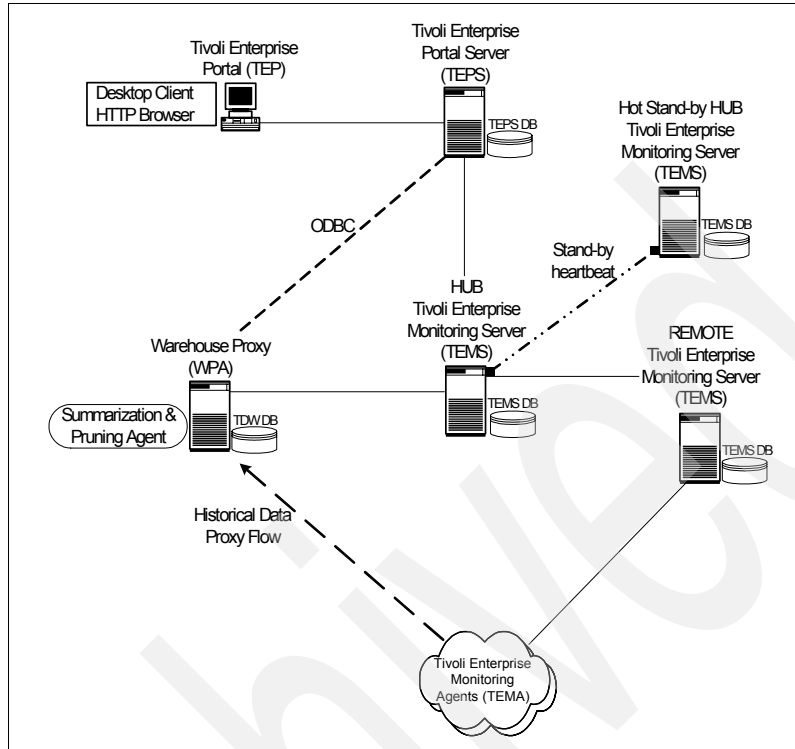 Tivoli Enterprise
Portal (TEP)
Desktop Client
HTTP Browser
Tivoli Enterprise
Portal Server
(TEPS)
TEPS DB
Hot Stand-by HUB
Tivoli Enterprise
Monitoring Server
(TEMS)
TEMS DB
ODBC
Stand-by
heartbeat
HUB
Tivoli Enterprise
Monitoring Server
(TEMS)
TEMS DB
REMOTE
Tivoli Enterprise
Monitoring Server
(TEMS)
TEMS DB
Warehouse Proxy
(WPA)
TDW DB
Summarization &
Pruning Agent
Historical Data
Proxy Flow
Tivoli Enterprise
Monitoring
Agents (TEMA)